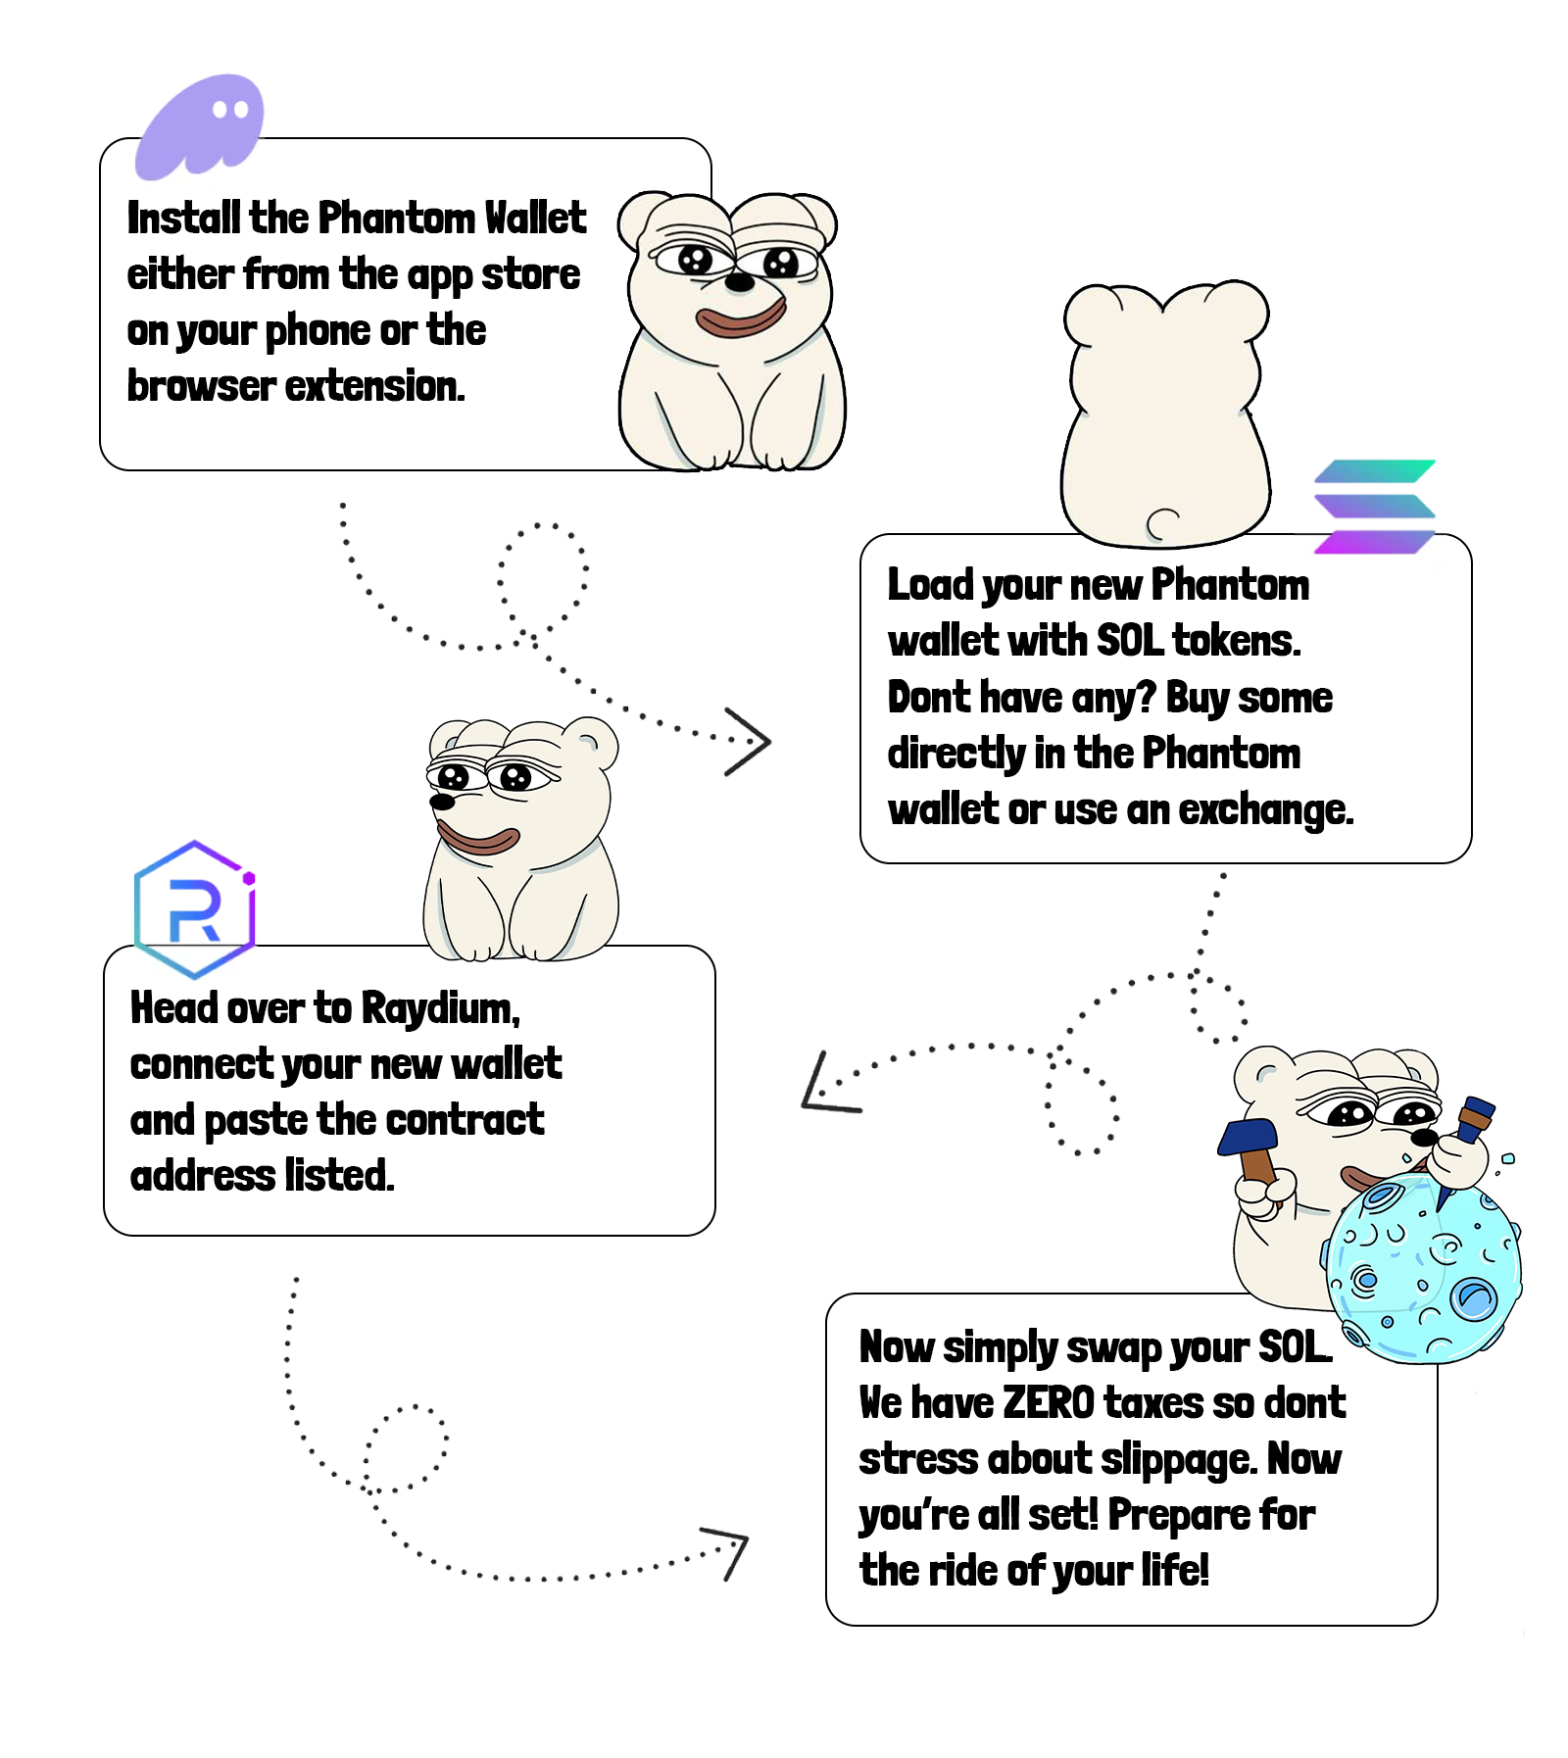 Install the Phantom Wallet
either from the app store
on your phone or the
browser extension.
Load your new Phantom
wallet with SOL tokens.
Dont have any? Buy some
directly in the Phantom
wallet or use an exchange.
Head over to Raydium,
connect your new wallet
and paste the contract
address listed.
Now simply swap your SOL.
We have ZERO taxes so dont
stress about slippage. Now
you're all set! Prepare for
the ride of your life!